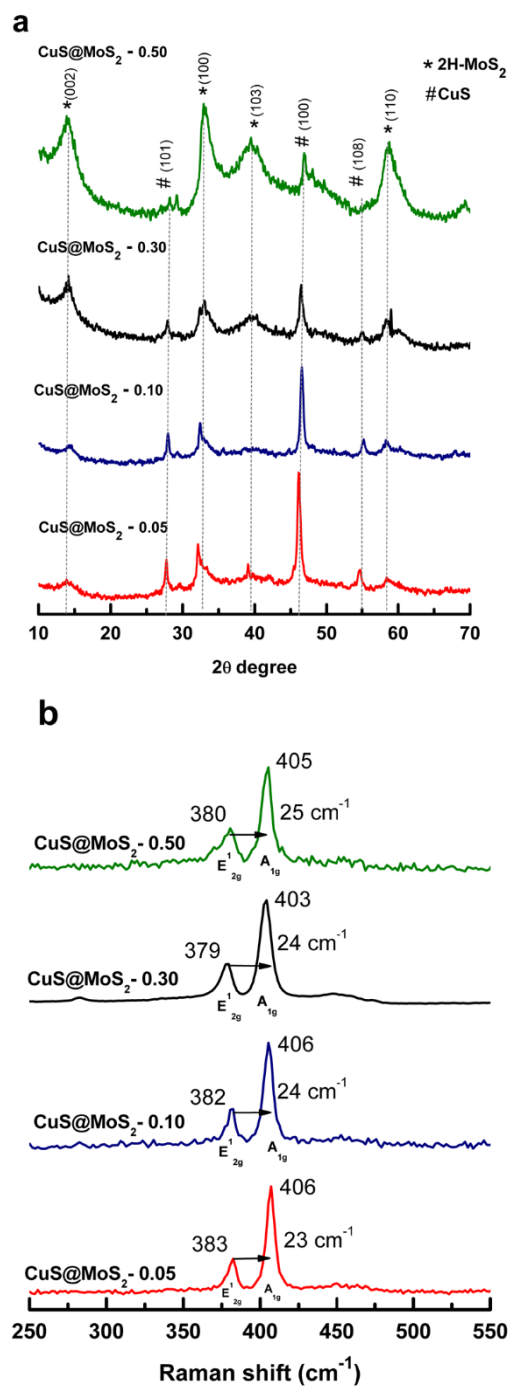 a
CuS@MoS₂ - 0.50
* (002)
# (101)
* (100)
* (103)
# (100)
# (108)
* (110)
* 2H-MoS₂
#CuS
CuS@MoS₂ - 0.30
CuS@MoS₂ - 0.10
CuS@MoS₂ - 0.05
10 20 30 40 50 60 70
2θ degree
b
405
380
25 cm⁻¹
CuS@MoS₂- 0.50
E¹₂g A₁g
403
379
24 cm⁻¹
CuS@MoS₂- 0.30
E¹₂g A₁g
406
382
24 cm⁻¹
CuS@MoS₂- 0.10
E¹₂g A₁g
406
383
23 cm⁻¹
CuS@MoS₂-0.05
E¹₂g A₁g
250 300 350 400 450 500 550
Raman shift (cm⁻¹)